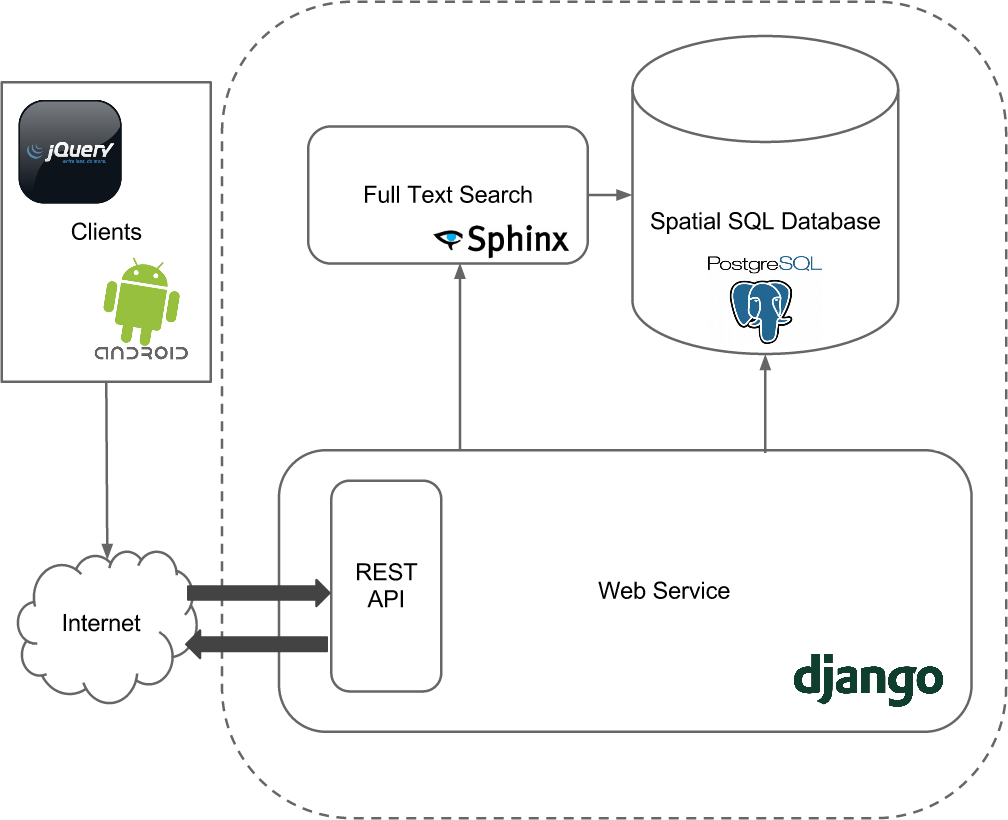 jQuery
write less, do more.
Clients
ANDROID
Full Text Search
Sphinx
Spatial SQL Database
PostgreSQL
REST
API
Web Service
Internet
django